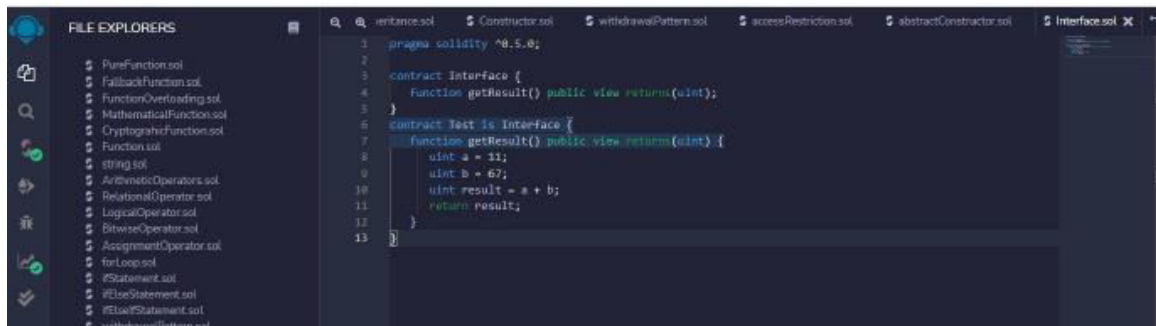 FILE EXPLORERS
PureFunction.sol
FallbackFunction.sol
FunctionOverloading.sol
MathematicalFunction.sol
CryptograhicFunction.sol
Function.sol
string.sol
ArithmeticOperators.sol
RelationalOperator.sol
LogicalOperator.sol
BitwiseOperator.sol
AssignmentOperator.sol
forLoop.sol
ifStatement.sol
ifElseStatement.sol
ifElseIfStatement.sol
withdrawalPattern.sol
eritance.sol Constructor.sol withdrawalPattern.sol accessRestriction.sol abstractConstructor.sol Interface.sol
1 pragma solidity ^0.5.0;
2
3 contract Interface {
4 function getResult() public view returns(uint);
5 }
6 contract Test is Interface {
7 function getResult() public view returns(uint) {
8 uint a = 11;
9 uint b = 67;
10 uint result = a + b;
11 return result;
12 }
13 }